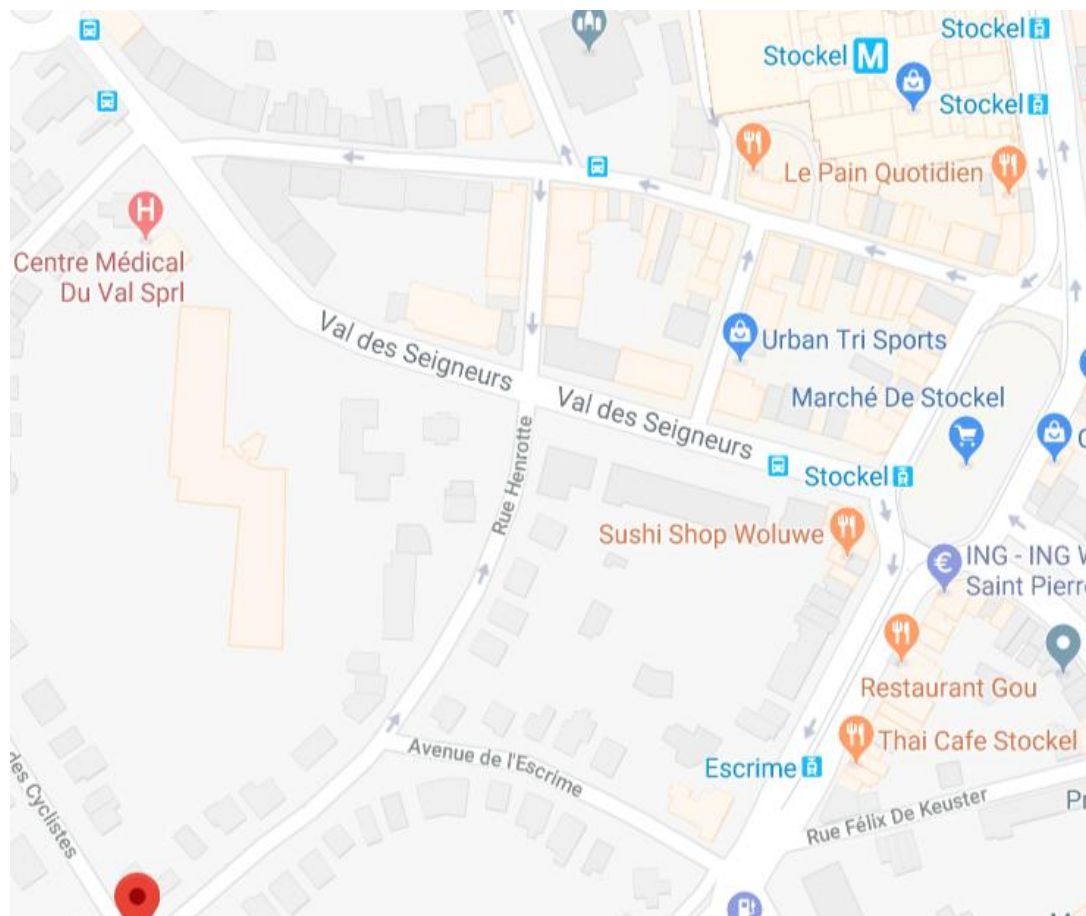 Stockel
Stockel M
Stockel
Le Pain Quotidien
H
Centre Médical
Du Val Sprl
Val des Seigneurs
Urban Tri Sports
Val des Seigneurs
Marché De Stockel
C
Rue Henrotte
Stockel
Sushi Shop Woluwe
€
ING - ING W
Saint Pierre
Restaurant Gou
Avenue de l'Escrime
Thai Cafe Stockel
Escrime
des Cyclistes
Rue Félix De Keuster
Pr